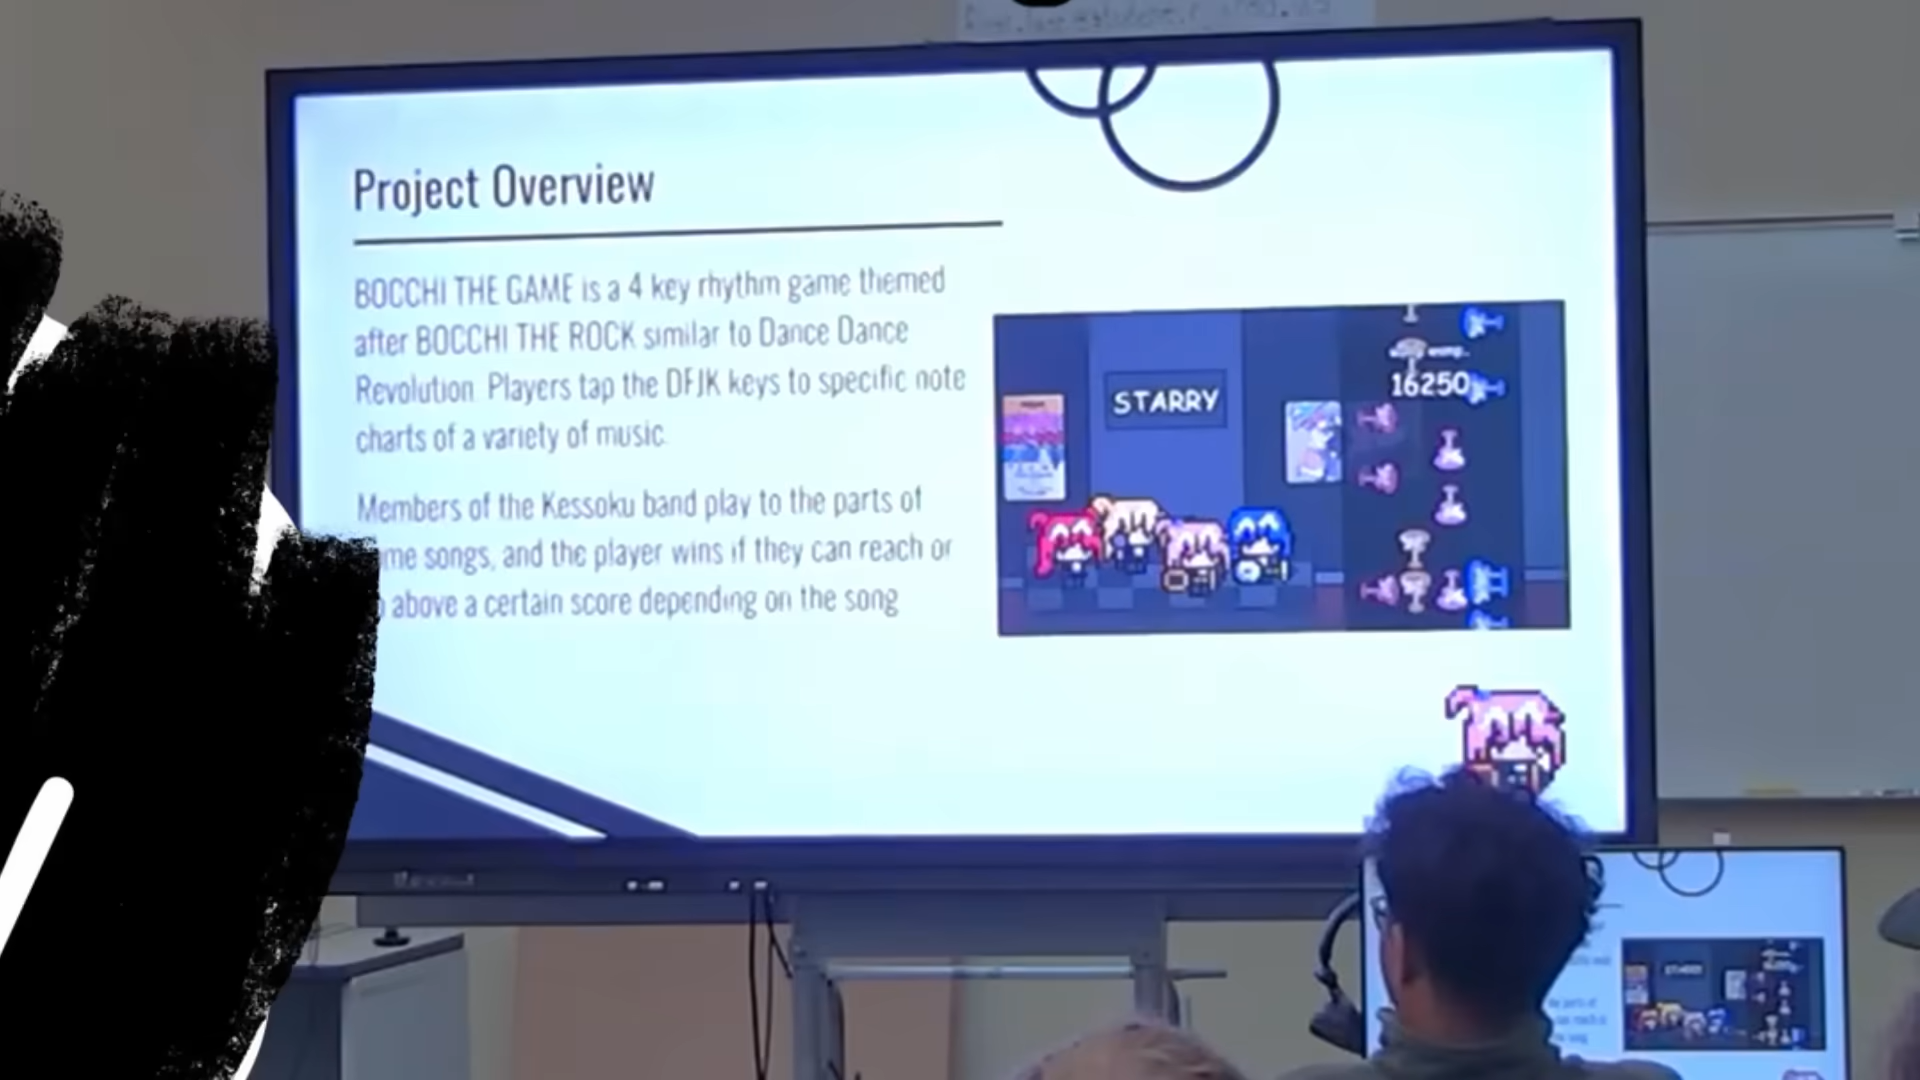 Project Overview
BOCCHI THE GAME is a 4 key rhythm game themed
after BOCCHI THE ROCK similar to Dance Dance
Revolution. Players tap the DFJK keys to specific note
charts of a variety of music.
Members of the Kessoku band play to the parts of
me songs, and the player wins if they can reach or
above a certain score depending on the song
STARRY
16250